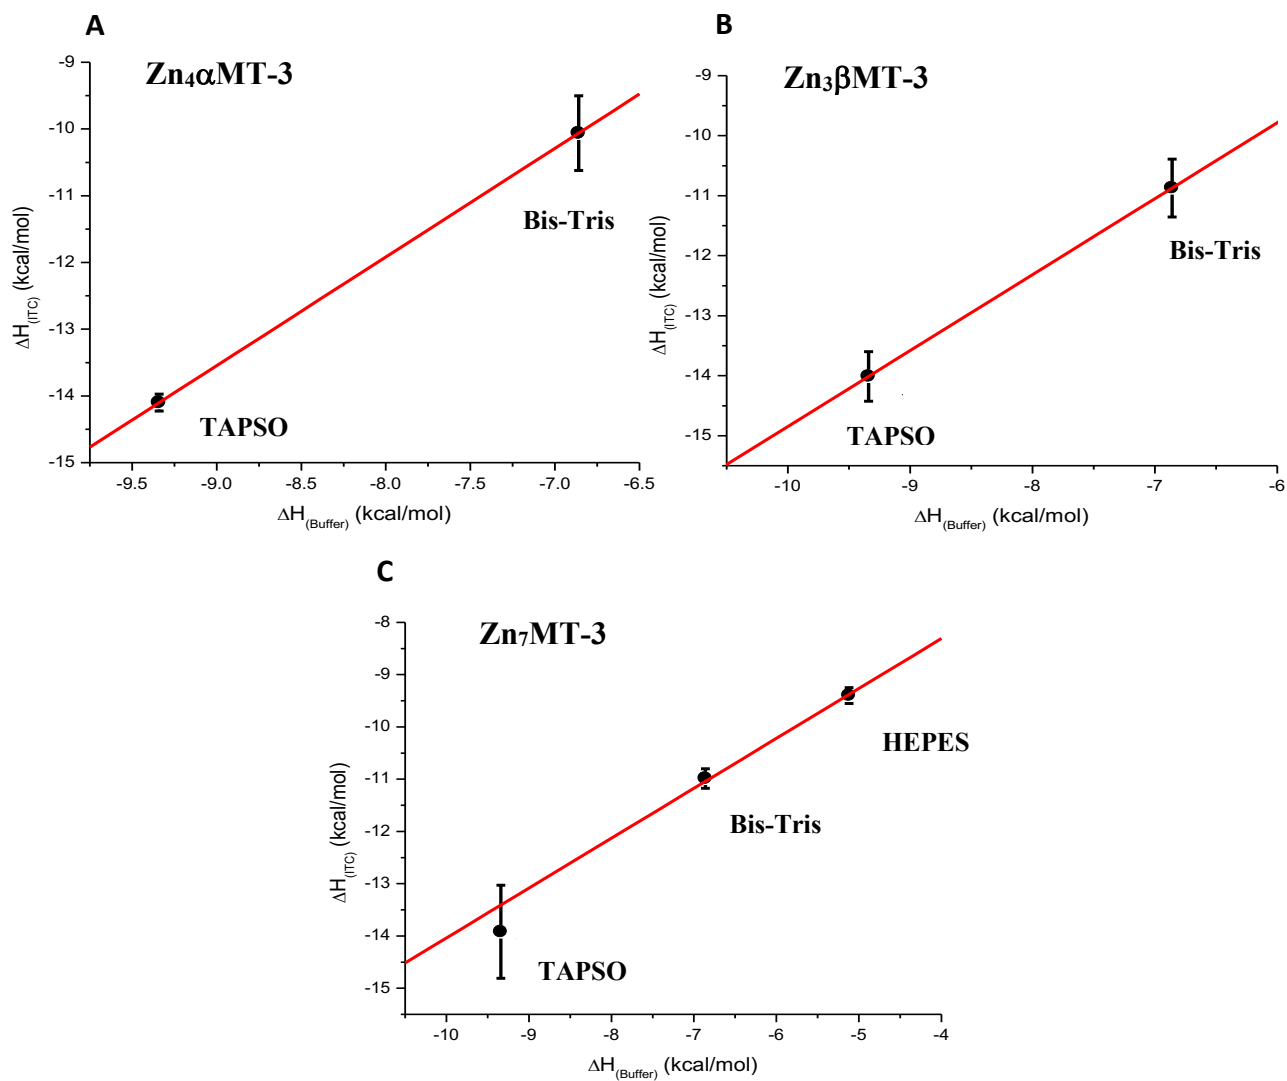 A
Zn₄αMT-3
-9
-10
-11
-12
-13
-14
-15
ΔH(ITC) (kcal/mol)
Bis-Tris
TAPSO
-9.5
-9.0
-8.5
-8.0
-7.5
-7.0
-6.5
ΔH(Buffer) (kcal/mol)
B
Zn₃βMT-3
-9
-10
-11
-12
-13
-14
-15
ΔH(ITC) (kcal/mol)
Bis-Tris
TAPSO
-10
-9
-8
-7
-6
ΔH(Buffer) (kcal/mol)
C
Zn₇MT-3
-8
-9
-10
-11
-12
-13
-14
-15
ΔH(ITC) (kcal/mol)
HEPES
Bis-Tris
TAPSO
-10
-9
-8
-7
-6
-5
-4
ΔH(Buffer) (kcal/mol)